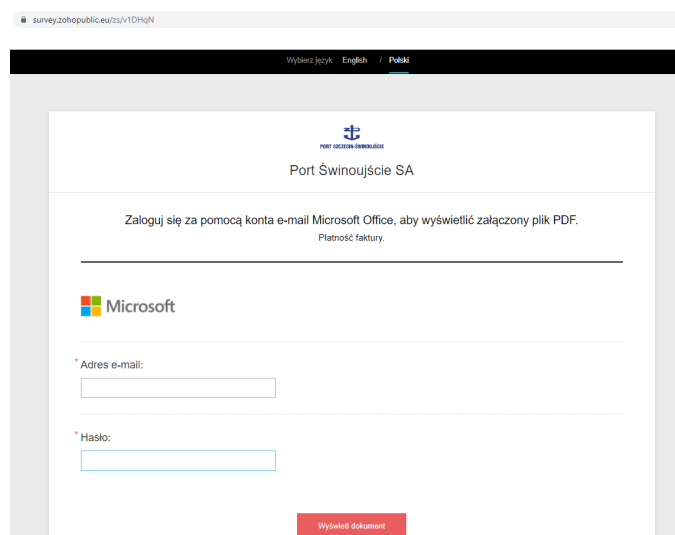 survey.zohopublic.eu/zs/v1DHqN
Wybierz język English / Polski
PORT SZCZECIN-ŚWINOUJŚCIE
Port Świnoujście SA
Zaloguj się za pomocą konta e-mail Microsoft Office, aby wyświetlić załączony plik PDF.
Płatność faktury.
Microsoft
* Adres e-mail:
* Hasło:
Wyświetl dokument